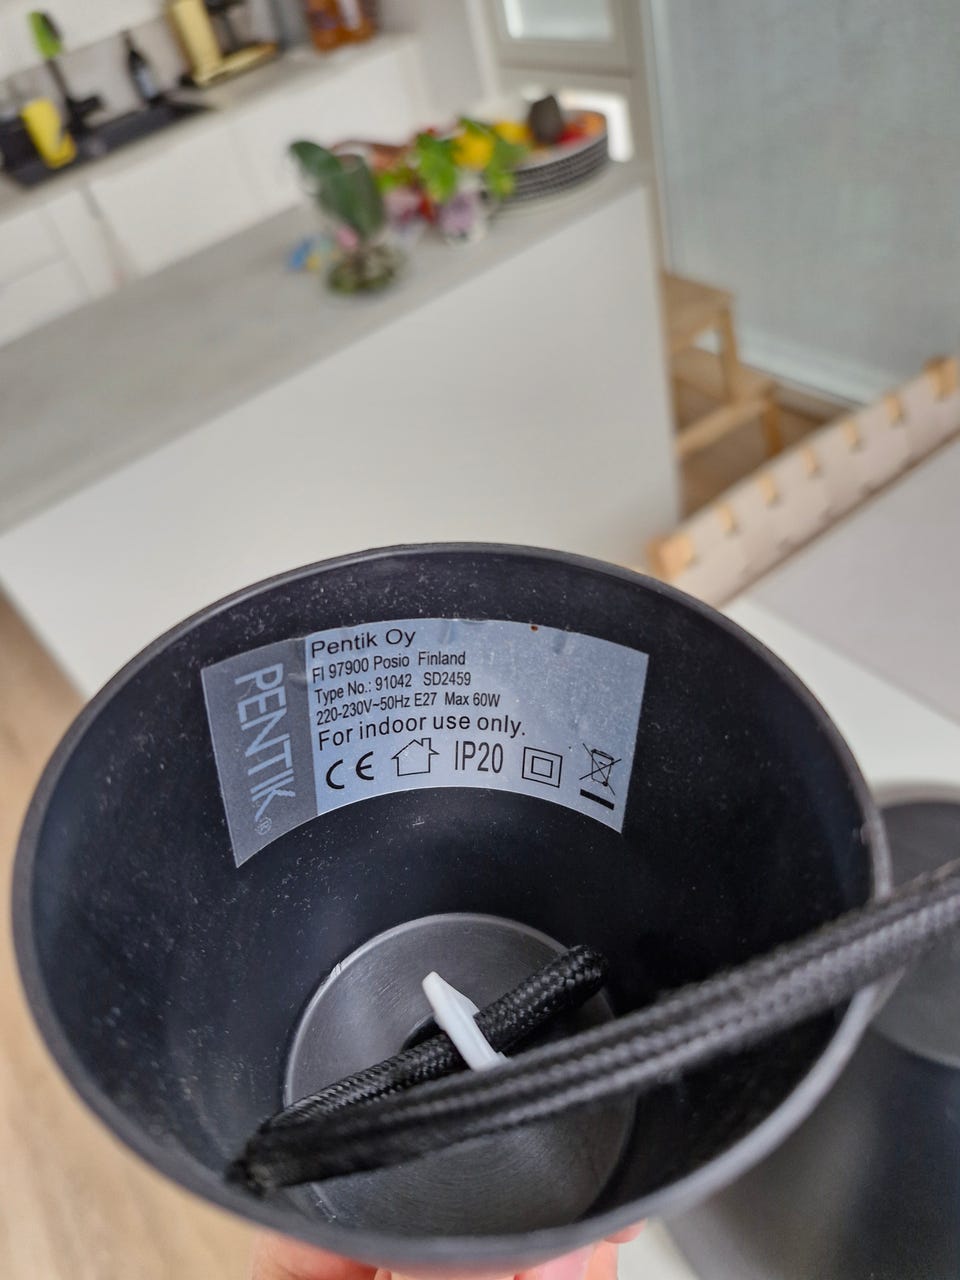 PENTIK®
Pentik Oy
FI 97900 Posio Finland
Type No.: 91042 SD2459
220-230V~50Hz E27 Max 60W
For indoor use only.
CE IP20